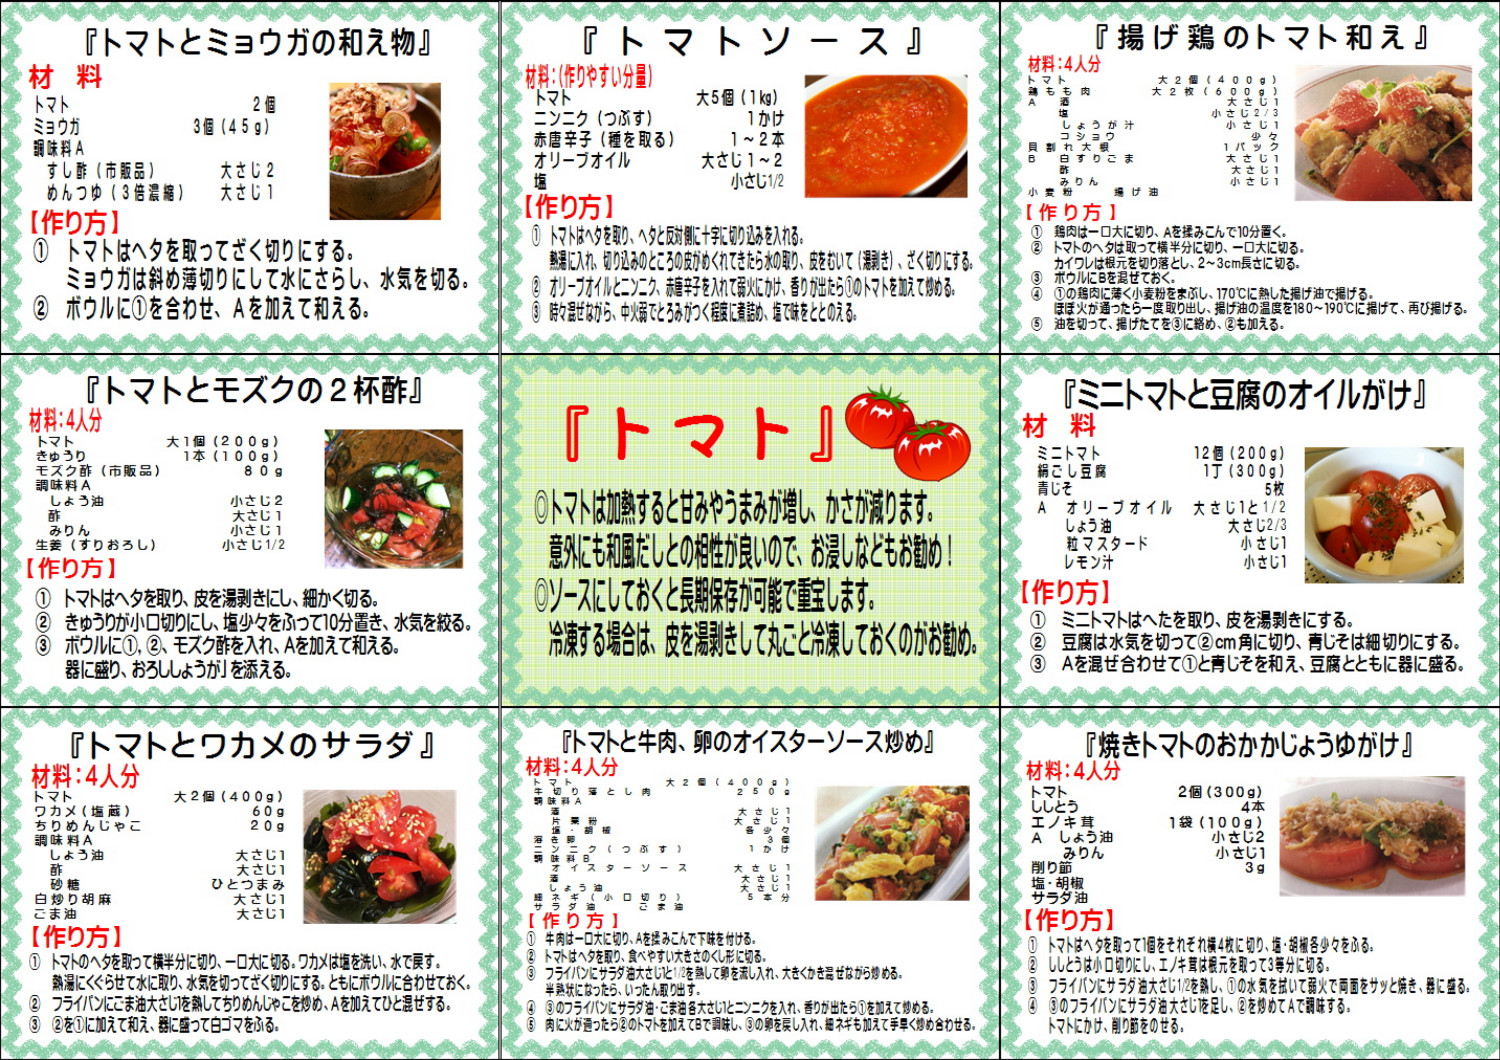 『トマトとミョウガの和え物』
材　料
トマト　2個
ミョウガ　3個(45g)
調味料A
すし酢(市販品)　大さじ2
めんつゆ(3倍濃縮)　大さじ1
【作り方】
①　トマトはヘタを取ってざく切りにする。
ミョウガは斜め薄切りにして水にさらし、水気を切る。
②　ボウルに①を合わせ、Aを加えて和える。
『トマトソース』
材料:(作りやすい分量)
トマト　大5個(1kg)
ニンニク(つぶす)　1かけ
赤唐辛子(種を取る)　1～2本
オリーブオイル　大さじ1～2
塩　小さじ1/2
【作り方】
①　トマトはヘタを取り、ヘタと反対側に十字に切り込みを入れる。
熱湯に入れ、切り込みのところの皮がめくれてきたら水の取り、皮をむいて(湯剥き)、ざく切りにする。
②　オリーブオイルとニンニク、赤唐辛子を入れて弱火にかけ、香りが出たら①のトマトを加えて炒める。
③　時々混ぜながら、中火弱でとろみがつく程度に煮詰め、塩で味をととのえる。
『揚げ鶏のトマト和え』
材料:4人分
トマト　大2個(400g)
鶏もも肉　大2枚(600g)
A　酒　大さじ1
塩　小さじ2/3
しょうが汁　小さじ1
コショウ　少々
貝割れ大根　1パック
B　白すりごま　大さじ1
酢　大さじ1
みりん　小さじ1
小麦粉　揚げ油
【作り方】
①　鶏肉は一口大に切り、Aを揉みこんで10分置く。
②　トマトのヘタは取って横半分に切り、一口大に切る。
カイワレは根元を切り落とし、2～3cm長さに切る。
③　ボウルにBを混ぜておく。
④　①の鶏肉に薄く小麦粉をまぶし、170℃に熱した揚げ油で揚げる。
ほぼ火が通ったら一度取り出し、揚げ油の温度を180～190℃に揚げて、再び揚げる。
⑤　油を切って、揚げたてを③に絡め、②も加える。
『トマトとモズクの2杯酢』
材料:4人分
トマト　大1個(200g)
きゅうり　1本(100g)
モズク酢(市販品)　80g
調味料A
しょう油　小さじ2
酢　大さじ1
みりん　小さじ1
生姜(すりおろし)　小さじ1/2
【作り方】
①　トマトはヘタを取り、皮を湯剥きにし、細かく切る。
②　きゅうりが小口切りにし、塩少々をふって10分置き、水気を絞る。
③　ボウルに①,②、モズク酢を入れ、Aを加えて和える。
器に盛り、おろししょうが」を添える。
『トマト』
◎トマトは加熱すると甘みやうまみが増し、かさが減ります。
意外にも和風だしとの相性が良いので、お浸しなどもお勧め!
◎ソースにしておくと長期保存が可能で重宝します。
冷凍する場合は、皮を湯剥きして丸ごと冷凍しておくのがお勧め。
『ミニトマトと豆腐のオイルがけ』
材　料
ミニトマト　12個(200g)
絹ごし豆腐　1丁(300g)
青じそ　5枚
A　オリーブオイル　大さじ1と1/2
しょう油　大さじ2/3
粒マスタード　小さじ1
レモン汁　小さじ1
【作り方】
①　ミニトマトはへたを取り、皮を湯剥きにする。
②　豆腐は水気を切って②cm角に切り、青じそは細切りにする。
③　Aを混ぜ合わせて①と青じそを和え、豆腐とともに器に盛る。
『トマトとワカメのサラダ』
材料:4人分
トマト　大2個(400g)
ワカメ(塩蔵)　60g
ちりめんじゃこ　20g
調味料A
しょう油　大さじ1
酢　大さじ1
砂糖　ひとつまみ
白炒り胡麻　大さじ1
ごま油　大さじ1
【作り方】
①　トマトのヘタを取って横半分に切り、一口大に切る。ワカメは塩を洗い、水で戻す。
熱湯にくぐらせて水に取り、水気を切ってざく切りにする。ともにボウルに合わせておく。
②　フライパンにごま油大さじ1を熱してちりめんじゃこを炒め、Aを加えてひと混ぜする。
③　②を①に加えて和え、器に盛って白ゴマをふる。
『トマトと牛肉、卵のオイスターソース炒め』
材料:4人分
トマト　大2個(400g)
牛切り落とし肉　250g
調味料A
酒　大さじ1
片栗粉　大さじ1
塩・胡椒　各少々
溶き卵　3個
ニンニク(つぶす)　1かけ
調味料B
オイスターソース　大さじ1
酒　大さじ1
しょう油　大さじ1
細ネギ(小口切り)　5本分
サラダ油　ごま油
【作り方】
①　牛肉は一口大に切り、Aを揉みこんで下味を付ける。
②　トマトはヘタを取り、食べやすい大きさのくし形に切る。
③　フライパンにサラダ油大さじ1と1/2を熱して卵を流し入れ、大きくかき混ぜながら炒める。
半熟状になったら、いったん取り出す。
④　③のフライパンにサラダ油・ごま油各大さじ1とニンニクを入れ、香りが出たら①を加えて炒める。
⑤　肉に火が通ったら②のトマトを加えてBで調味し、③の卵を戻し入れ、細ネギも加えて手早く炒め合わせる。
『焼きトマトのおかかじょうゆがけ』
材料:4人分
トマト　2個(300g)
ししとう　4本
エノキ茸　1袋(100g)
A　しょう油　小さじ2
みりん　小さじ1
削り節　3g
塩・胡椒
サラダ油
【作り方】
①　トマトはヘタを取って1個をそれぞれ横4枚に切り、塩・胡椒各少々をふる。
②　ししとうは小口切りにし、エノキ茸は根元を取って3等分に切る。
③　フライパンにサラダ油大さじ1/2を熱し、①の水気を拭いて弱火で両面をサッと焼き、器に盛る。
④　③のフライパンにサラダ油大さじ1を足し、②を炒めてAで調味する。
トマトにかけ、削り節をのせる。